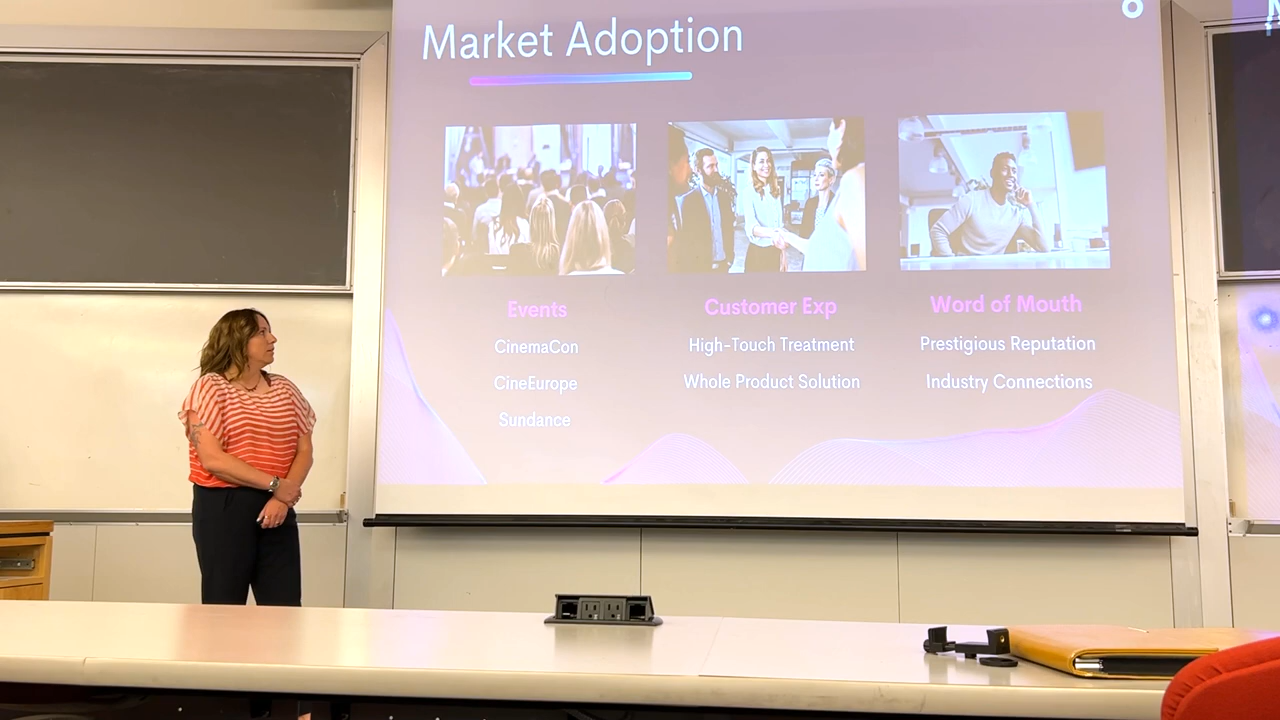 Market Adoption
Events
CinemaCon
CineEurope
Sundance
Customer Exp
High-Touch Treatment
Whole Product Solution
Word of Mouth
Prestigious Reputation
Industry Connections